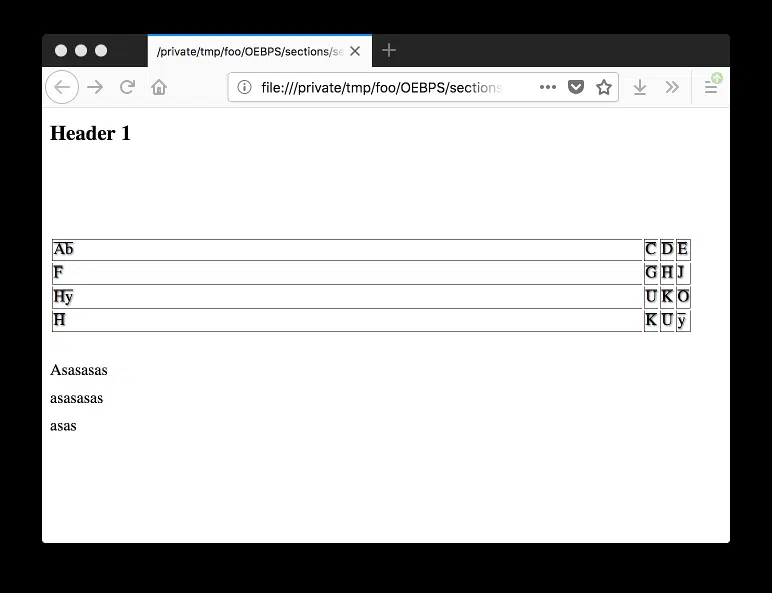 /private/tmp/foo/OEBPS/sections/se
file:///private/tmp/foo/OEBPS/sections
Header 1
Ab C D E
F G H J
Hy U K O
H K U y
Asasasas
asasasas
asas